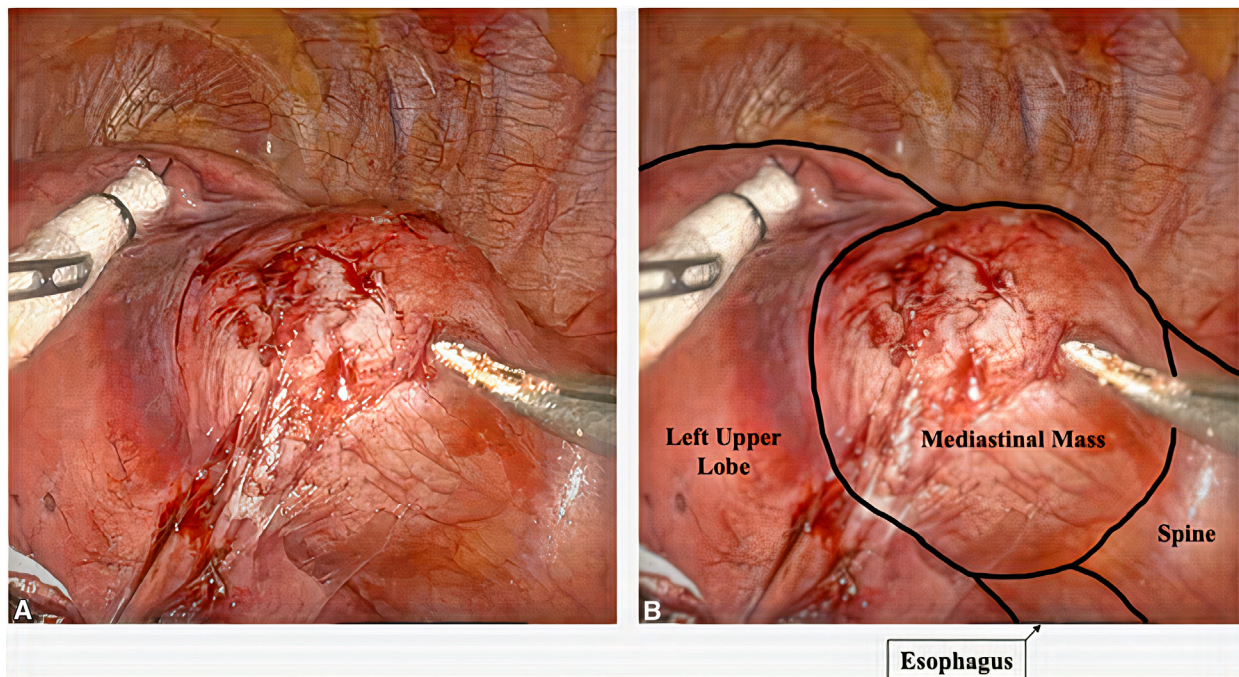 A
Left Upper
Lobe
Mediastinal Mass
Spine
B
Esophagus